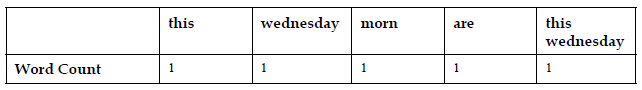 this wednesday morn are this wednesday
Word Count 1 1 1 1 1